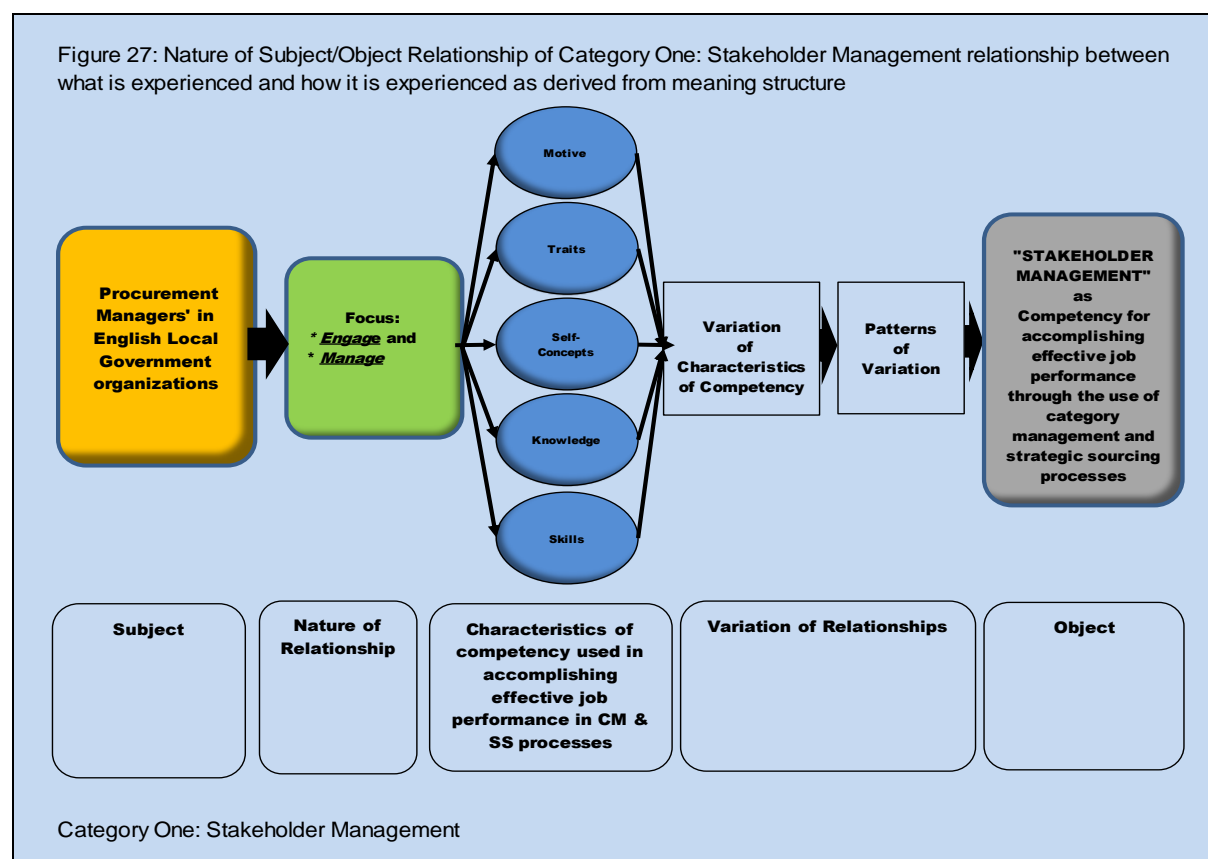 Figure 27: Nature of Subject/Object Relationship of Category One: Stakeholder Management relationship between
what is experienced and how it is experienced as derived from meaning structure
Procurement
Managers' in
English Local
Government
organizations
Focus:
* Engage and
* Manage
Motive
Traits
Self-
Concepts
Knowledge
Skills
Variation
of
Characteristics
of Competency
Patterns
of
Variation
"STAKEHOLDER
MANAGEMENT"
as
Competency for
accomplishing
effective job
performance
through the use of
category
management and
strategic sourcing
processes
Subject
Nature of
Relationship
Characteristics of
competency used in
accomplishing
effective job
performance in CM &
SS processes
Variation of Relationships
Object
Category One: Stakeholder Management